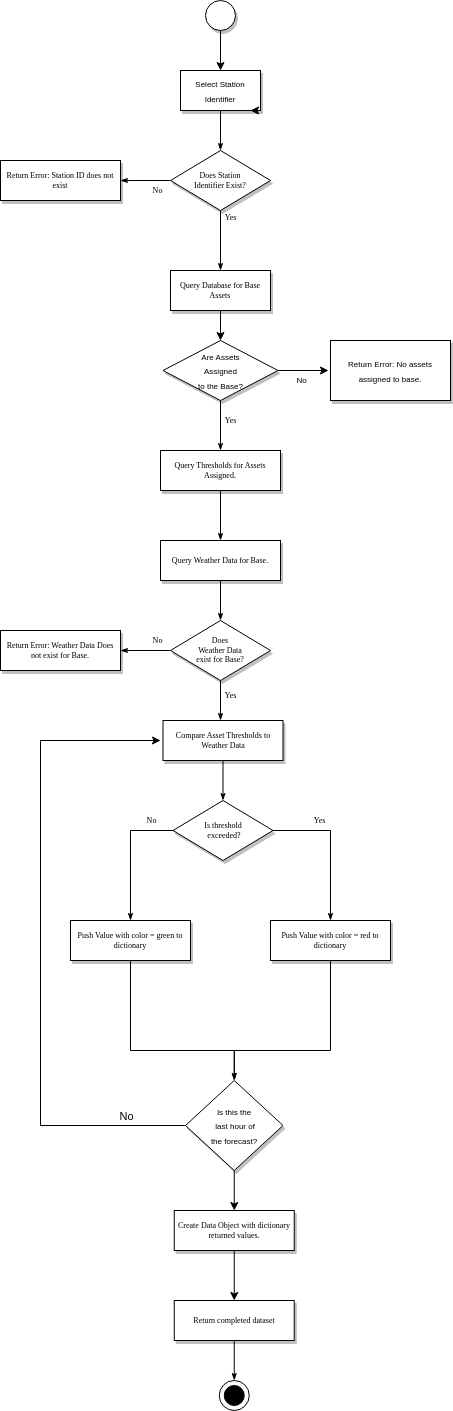 Select Station
Identifier
Does Station
Identifier Exist?
Return Error: Station ID does not
exist
No
Yes
Query Database for Base
Assets
Are Assets
Assigned
to the Base?
No
Return Error: No assets
assigned to base.
Yes
Query Thresholds for Assets
Assigned.
Query Weather Data for Base.
Does
Weather Data
exist for Base?
No
Return Error: Weather Data Does
not exist for Base.
Yes
Compare Asset Thresholds to
Weather Data
Is threshold
exceeded?
No
Yes
Push Value with color = green to
dictionary
Push Value with color = red to
dictionary
Is this the
last hour of
the forecast?
No
Create Data Object with dictionary
returned values.
Return completed dataset